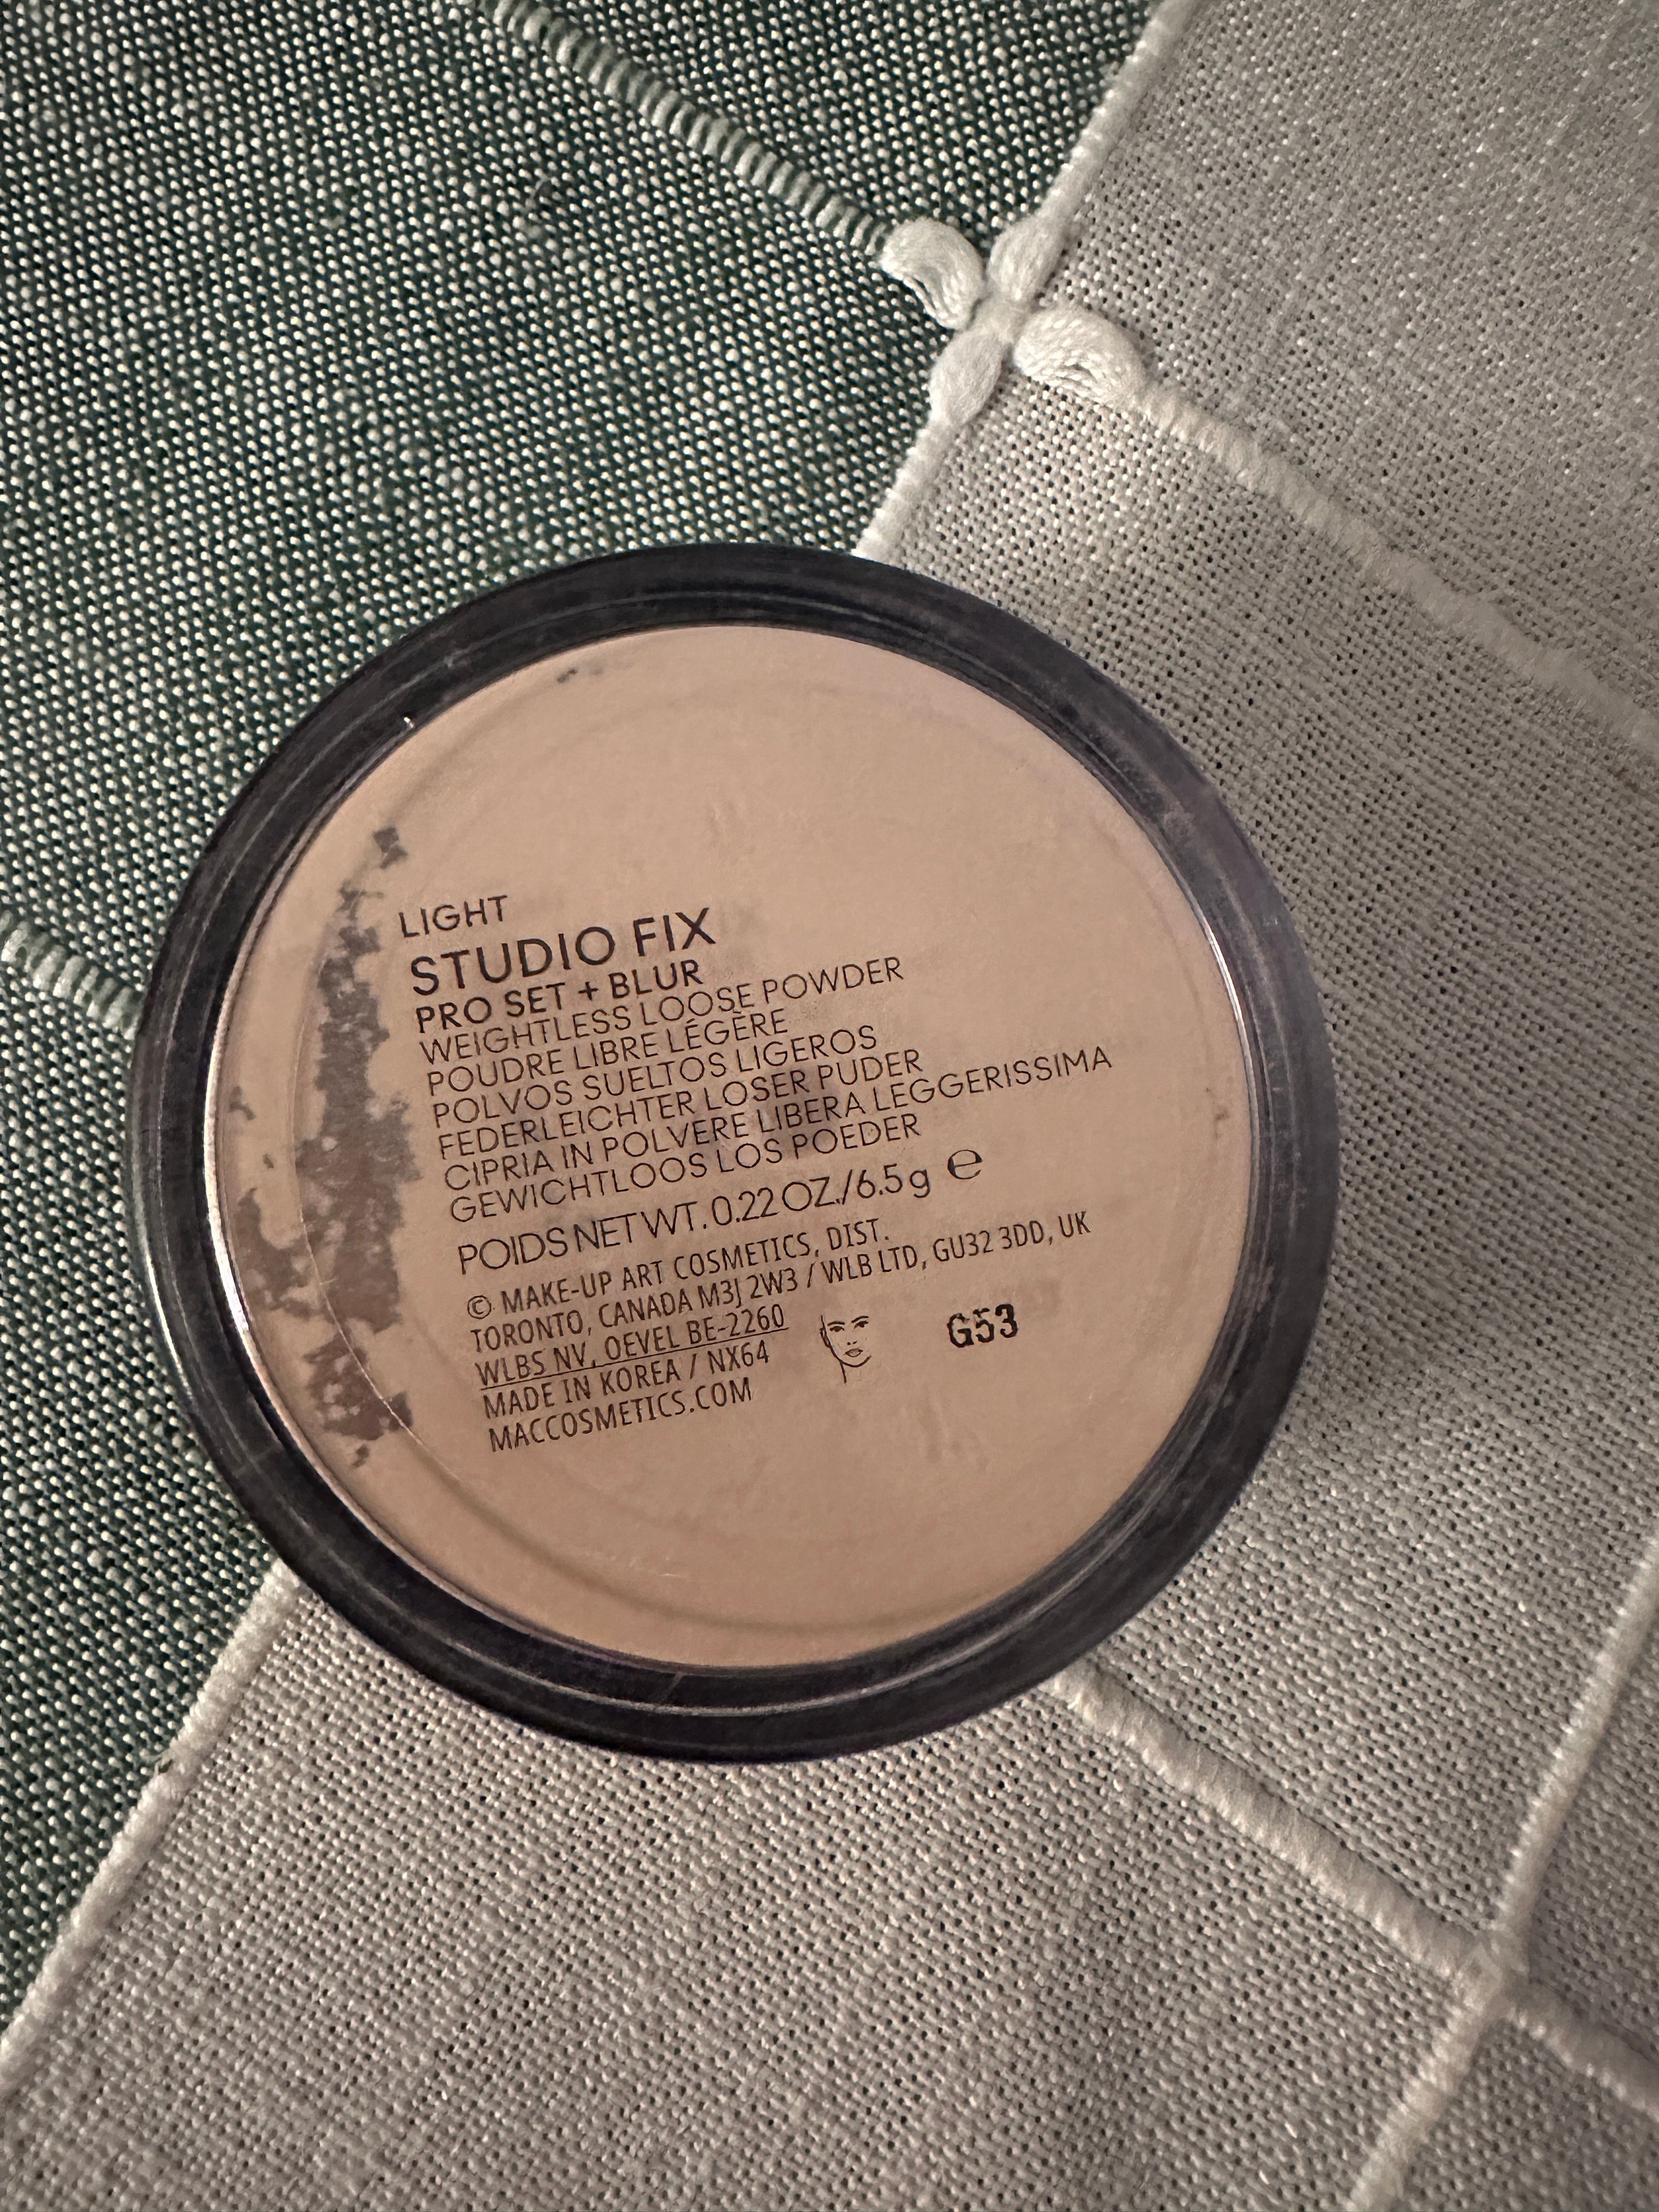 LIGHT
STUDIO FIX
PRO SET + BLUR
WEIGHTLESS LOOSE POWDER
POUDRE LIBRE LÉGÈRE
POLVOS SUELTOS LIGEROS
FEDERLEICHTER LOSER PUDER
CIPRIA IN POLVERE LIBERA LEGGERISSIMA
GEWICHTLOOS LOS POEDER
POIDS NET WT. 0.22 OZ./6.5 g ℮
© MAKE-UP ART COSMETICS, DIST.
TORONTO, CANADA M3J 2W3 / WLB LTD, GU32 3DD, UK
WLBS NV, OEVEL BE-2260
MADE IN KOREA / NX64
MACCOSMETICS.COM
G53